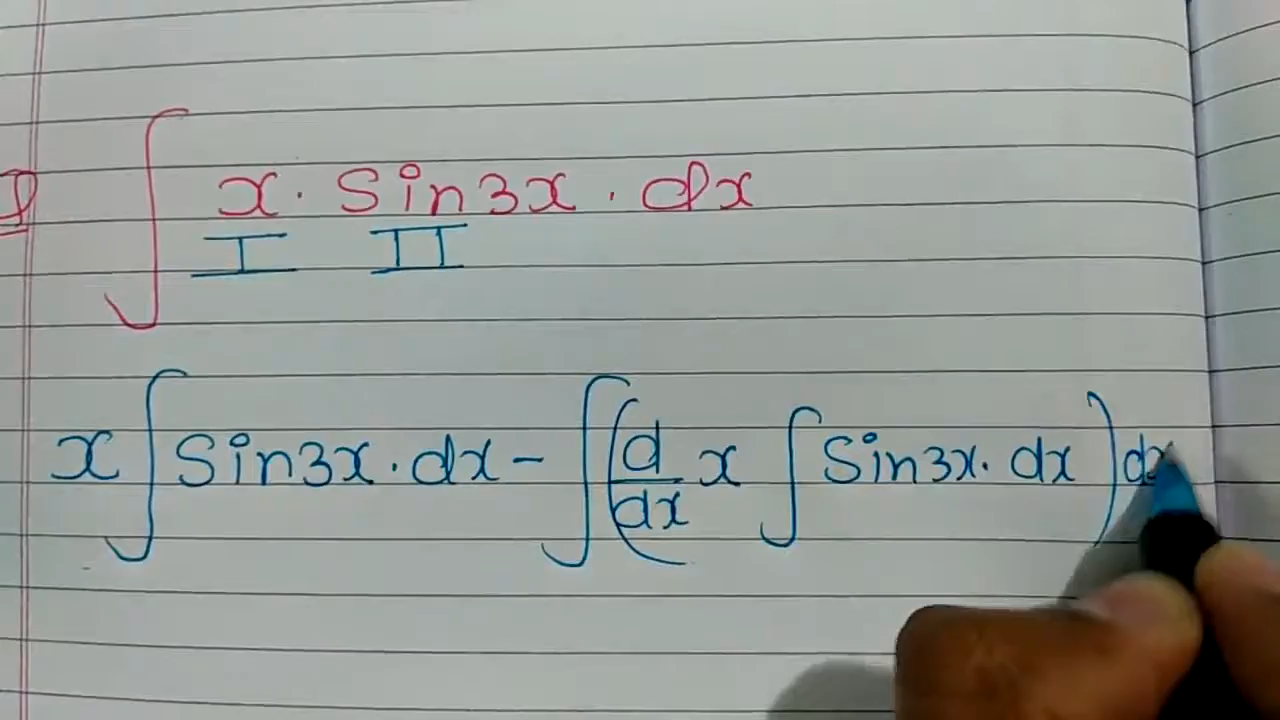 ∫ x · Sin3x · dx
I II
x ∫ Sin3x · dx - ∫ ( d/dx x ∫ Sin3x · dx ) dx